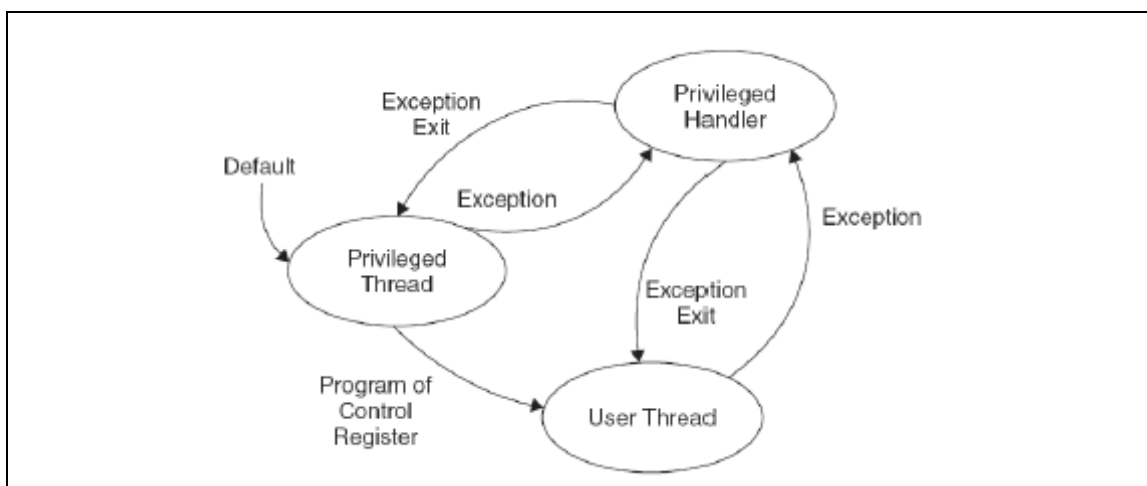 Privileged
Handler
Exception
Exit
Default
Exception
Exception
Privileged
Thread
Exception
Exit
Program of
Control
Register
User Thread